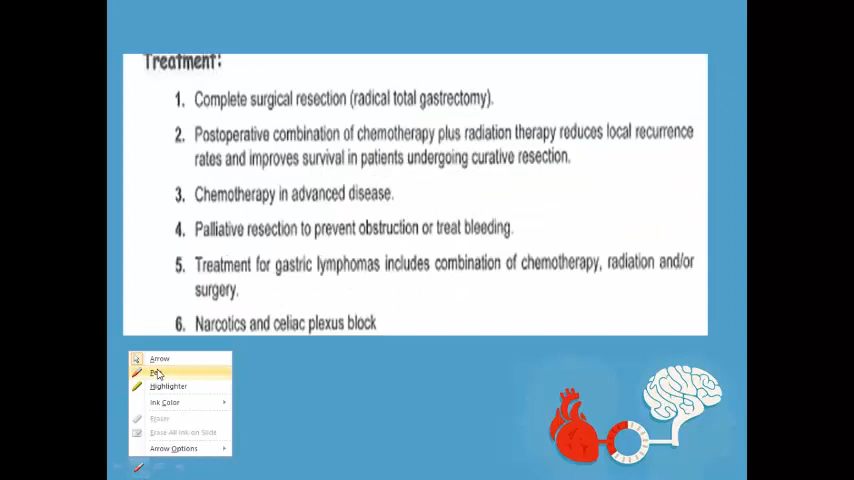 Treatment:
1. Complete surgical resection (radical total gastrectomy).
2. Postoperative combination of chemotherapy plus radiation therapy reduces local recurrence
rates and improves survival in patients undergoing curative resection.
3. Chemotherapy in advanced disease.
4. Palliative resection to prevent obstruction or treat bleeding.
5. Treatment for gastric lymphomas includes combination of chemotherapy, radiation and/or
surgery.
6. Narcotics and celiac plexus block
Arrow
Highlighter
Ink Color
Eraser
Erase All Ink on Slide
Arrow Options